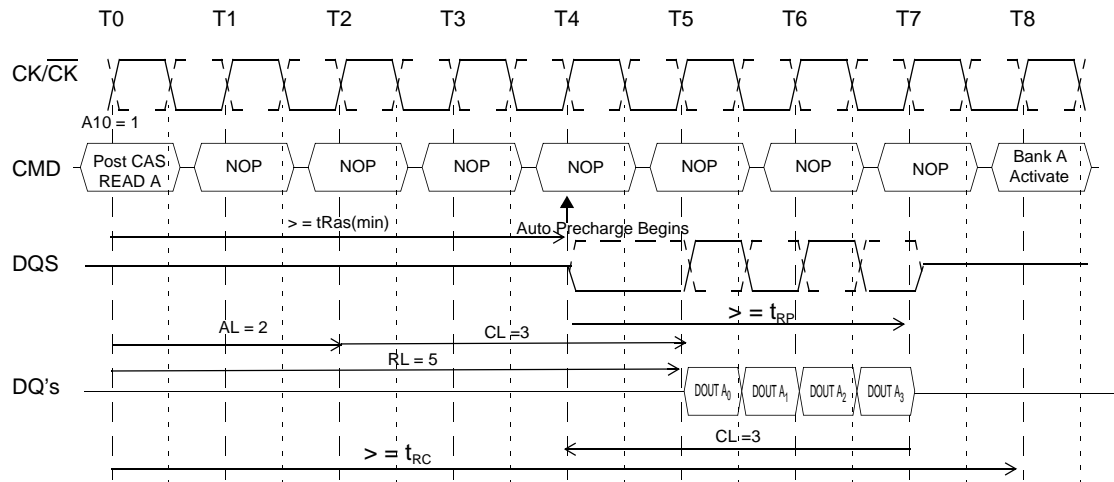 T0 T1 T2 T3 T4 T5 T6 T7 T8
CK/CK
A10 = 1
CMD
Post CAS
READ A
NOP NOP NOP NOP NOP NOP NOP
Bank A
Activate
> = tRas(min)
Auto Precharge Begins
DQS
> = tRP
AL = 2
CL =3
RL = 5
DQ's
DOUT A0 DOUT A1 DOUT A2 DOUT A3
CL =3
> = tRC